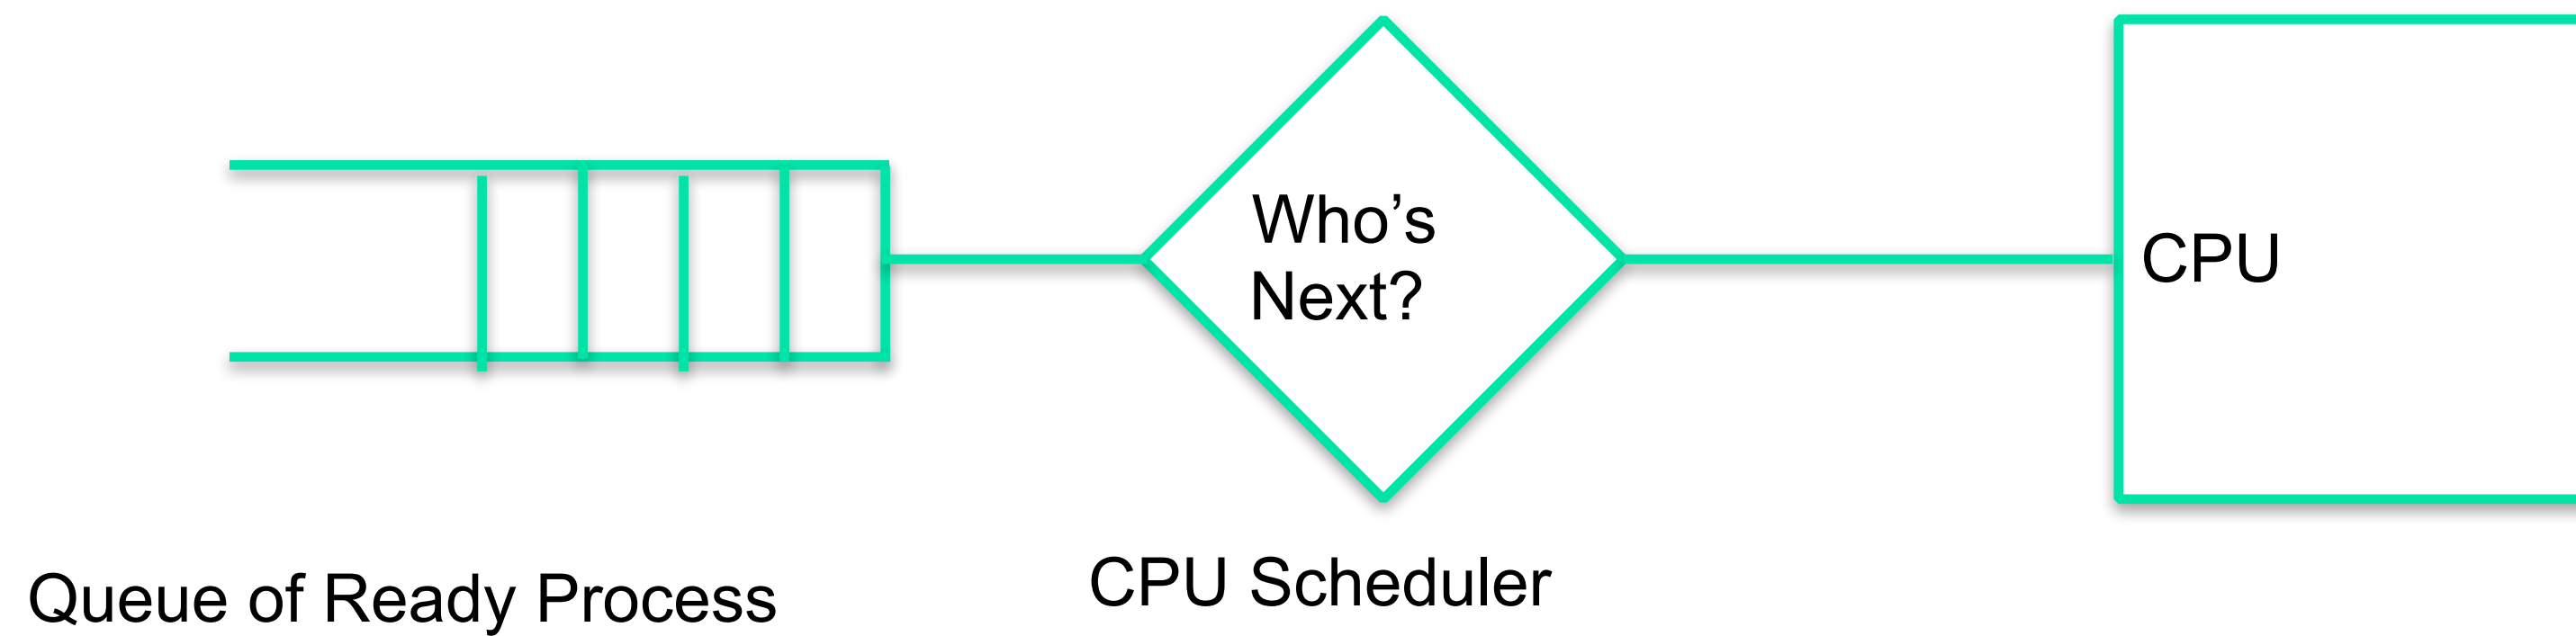 Who’s
Next?
CPU
Queue of Ready Process
CPU Scheduler